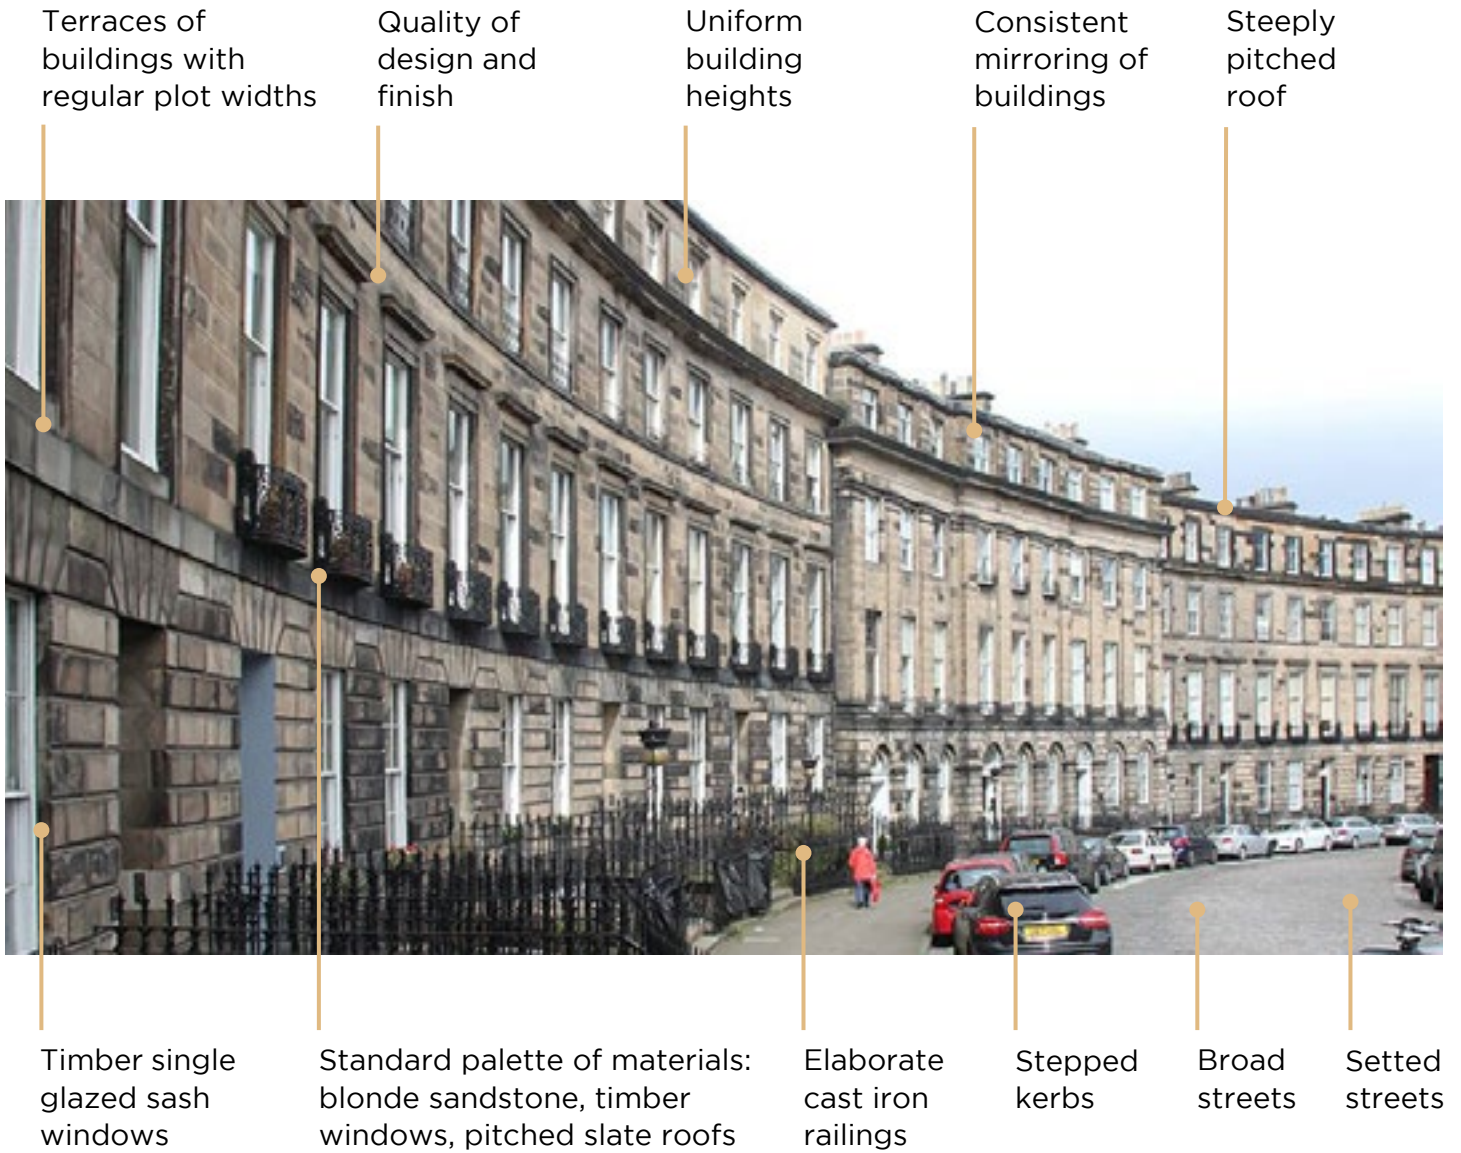 Terraces of
buildings with
regular plot widths
Quality of
design and
finish
Uniform
building
heights
Consistent
mirroring of
buildings
Steeply
pitched
roof
Timber single
glazed sash
windows
Standard palette of materials:
blonde sandstone, timber
windows, pitched slate roofs
Elaborate
cast iron
railings
Stepped
kerbs
Broad
streets
Setted
streets